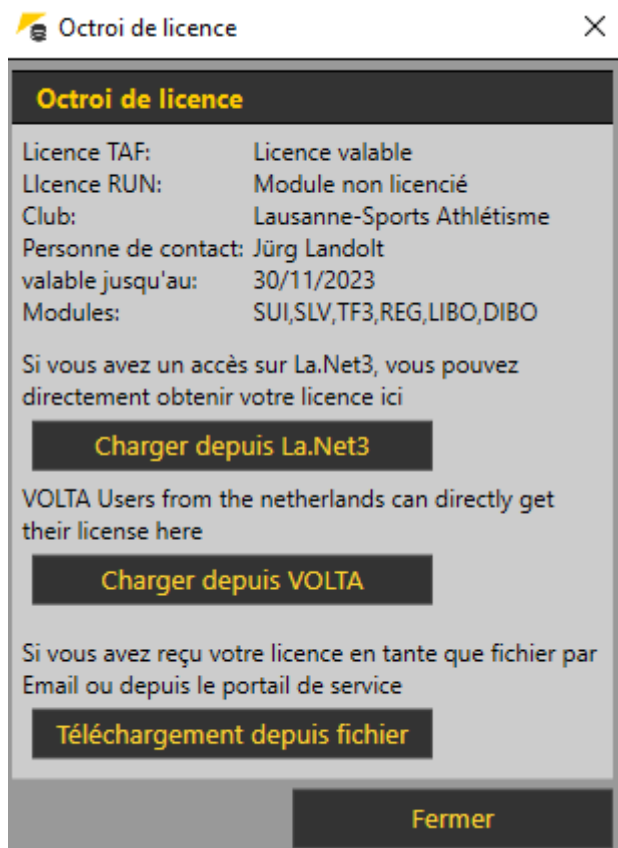 Octroi de licence
Octroi de licence
Licence TAF: Licence valable
LIcence RUN: Module non licencié
Club: Lausanne-Sports Athlétisme
Personne de contact: Jürg Landolt
valable jusqu'au: 30/11/2023
Modules: SUI,SLV,TF3,REG,LIBO,DIBO
Si vous avez un accès sur La.Net3, vous pouvez
directement obtenir votre licence ici
Charger depuis La.Net3
VOLTA Users from the netherlands can directly get
their license here
Charger depuis VOLTA
Si vous avez reçu votre licence en tante que fichier par
Email ou depuis le portail de service
Téléchargement depuis fichier
Fermer